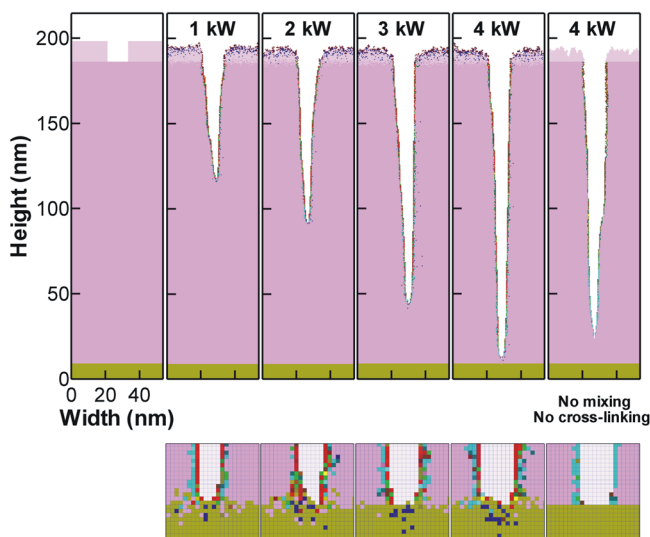 1 kW 2 kW 3 kW 4 kW 4 kW
200
150
100
50
0
Height (nm)
0 20 40
Width (nm)
No mixing
No cross-linking